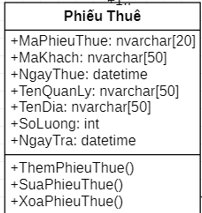 Phiếu Thuê
+MaPhieuThue: nvarchar[20]
+MaKhach: nvarchar[50]
+NgayThue: datetime
+TenQuanLy: nvarchar[50]
+TenDia: nvarchar[50]
+SoLuong: int
+NgayTra: datetime
+ThemPhieuThue()
+SuaPhieuThue()
+XoaPhieuThue()